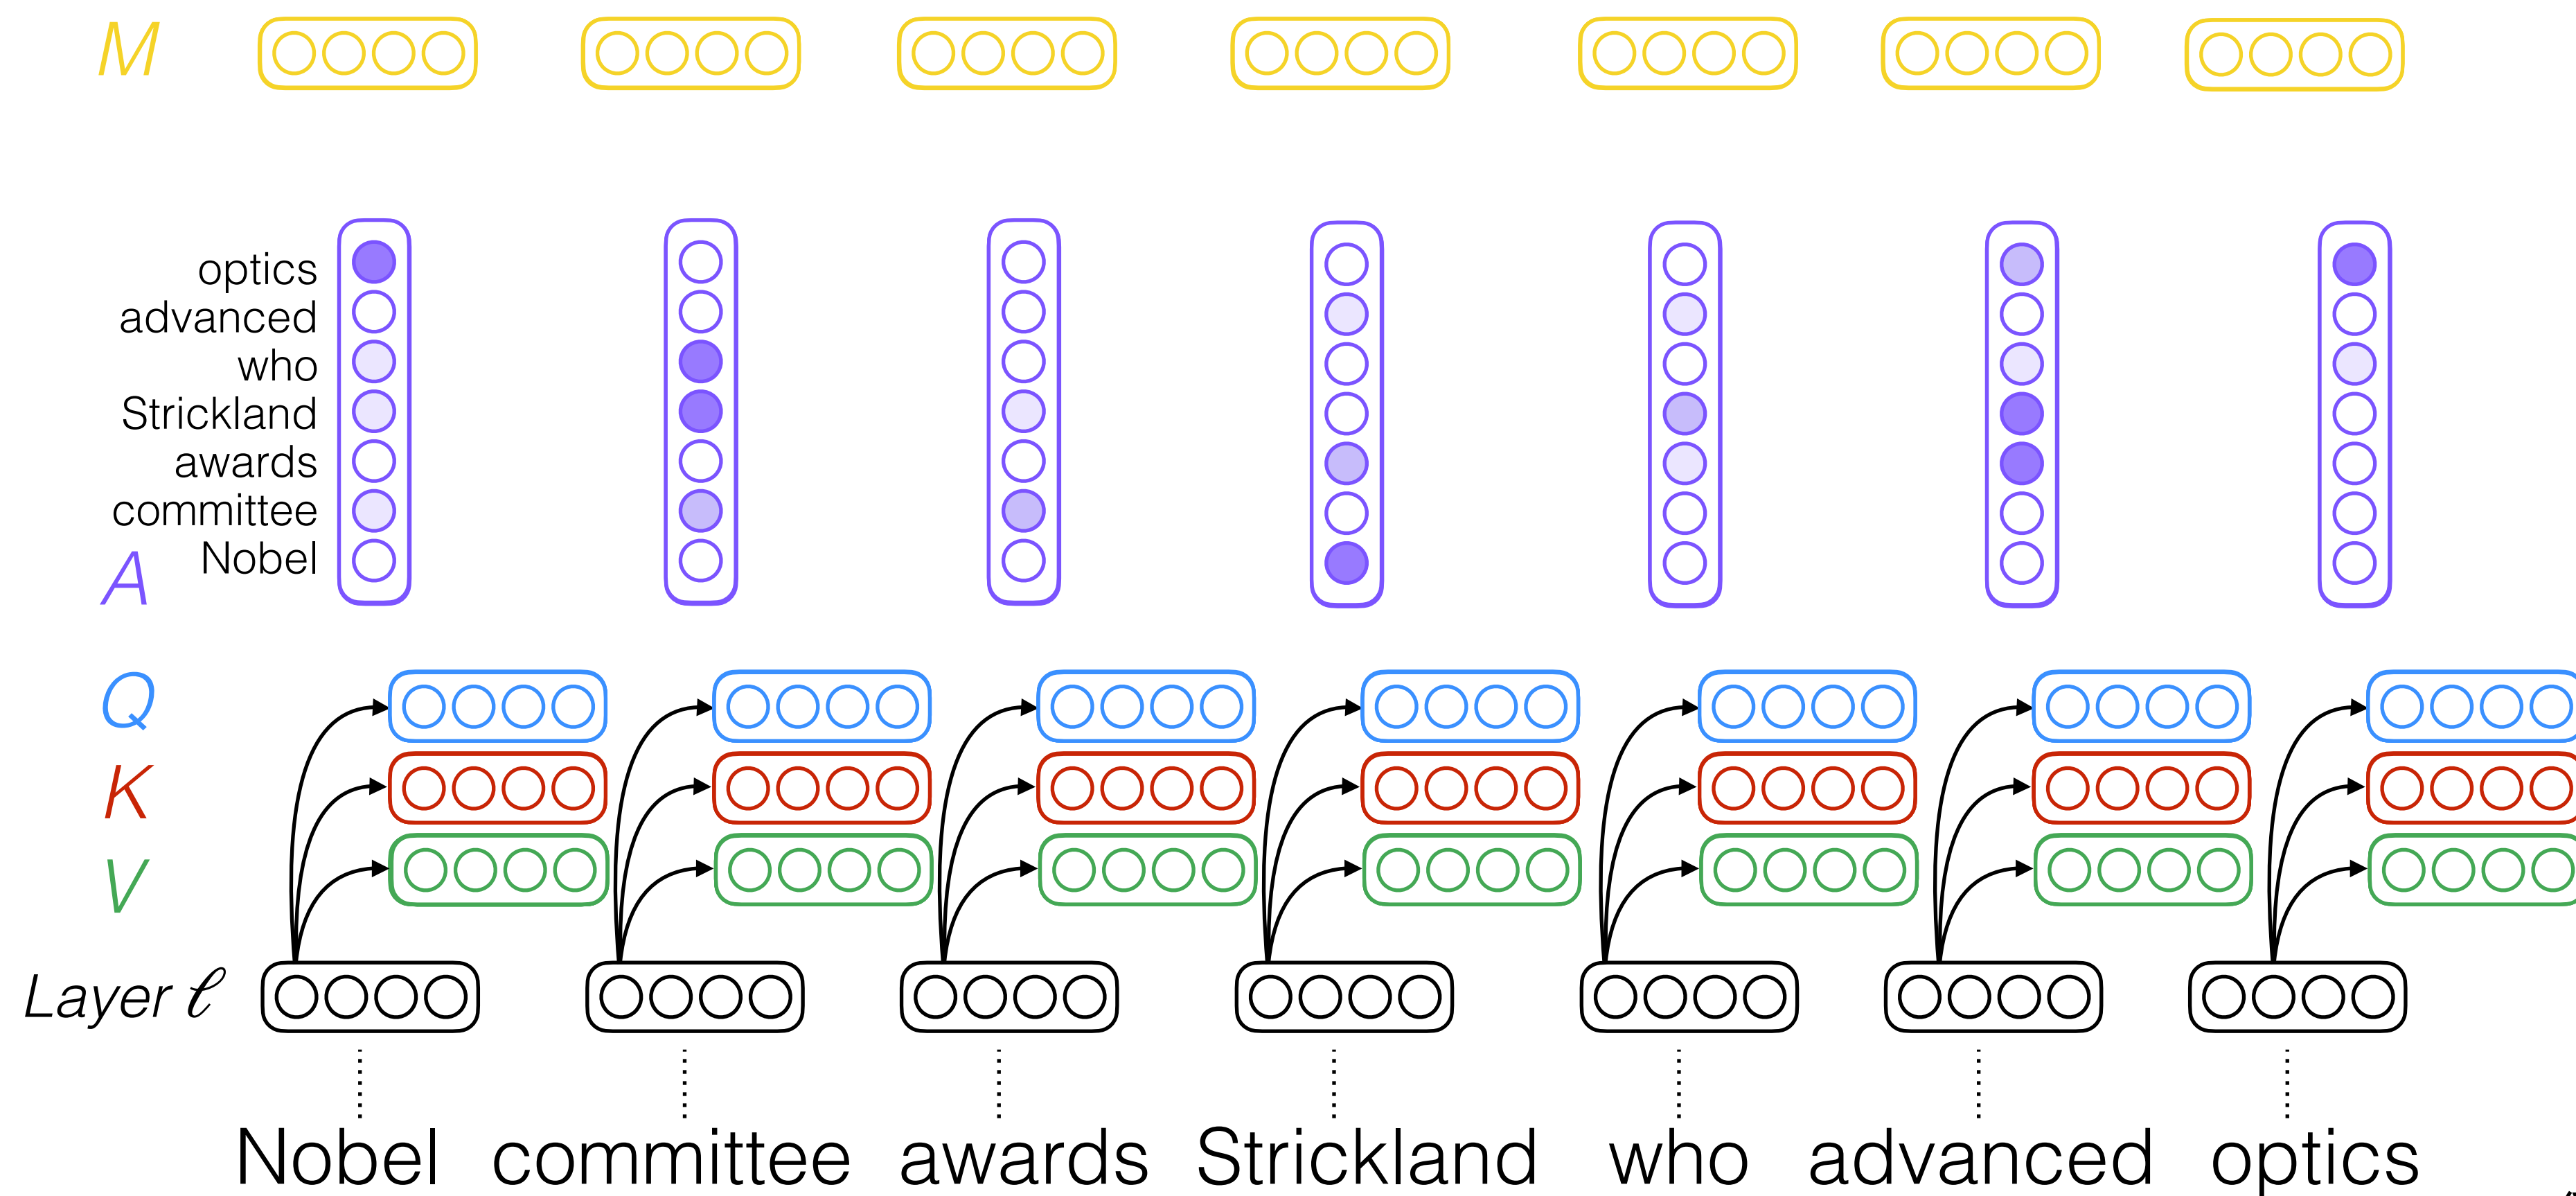 M
optics
advanced
who
Strickland
awards
committee
Nobel
A
Q
K
V
Layer ℓ
Nobel committee awards Strickland who advanced optics